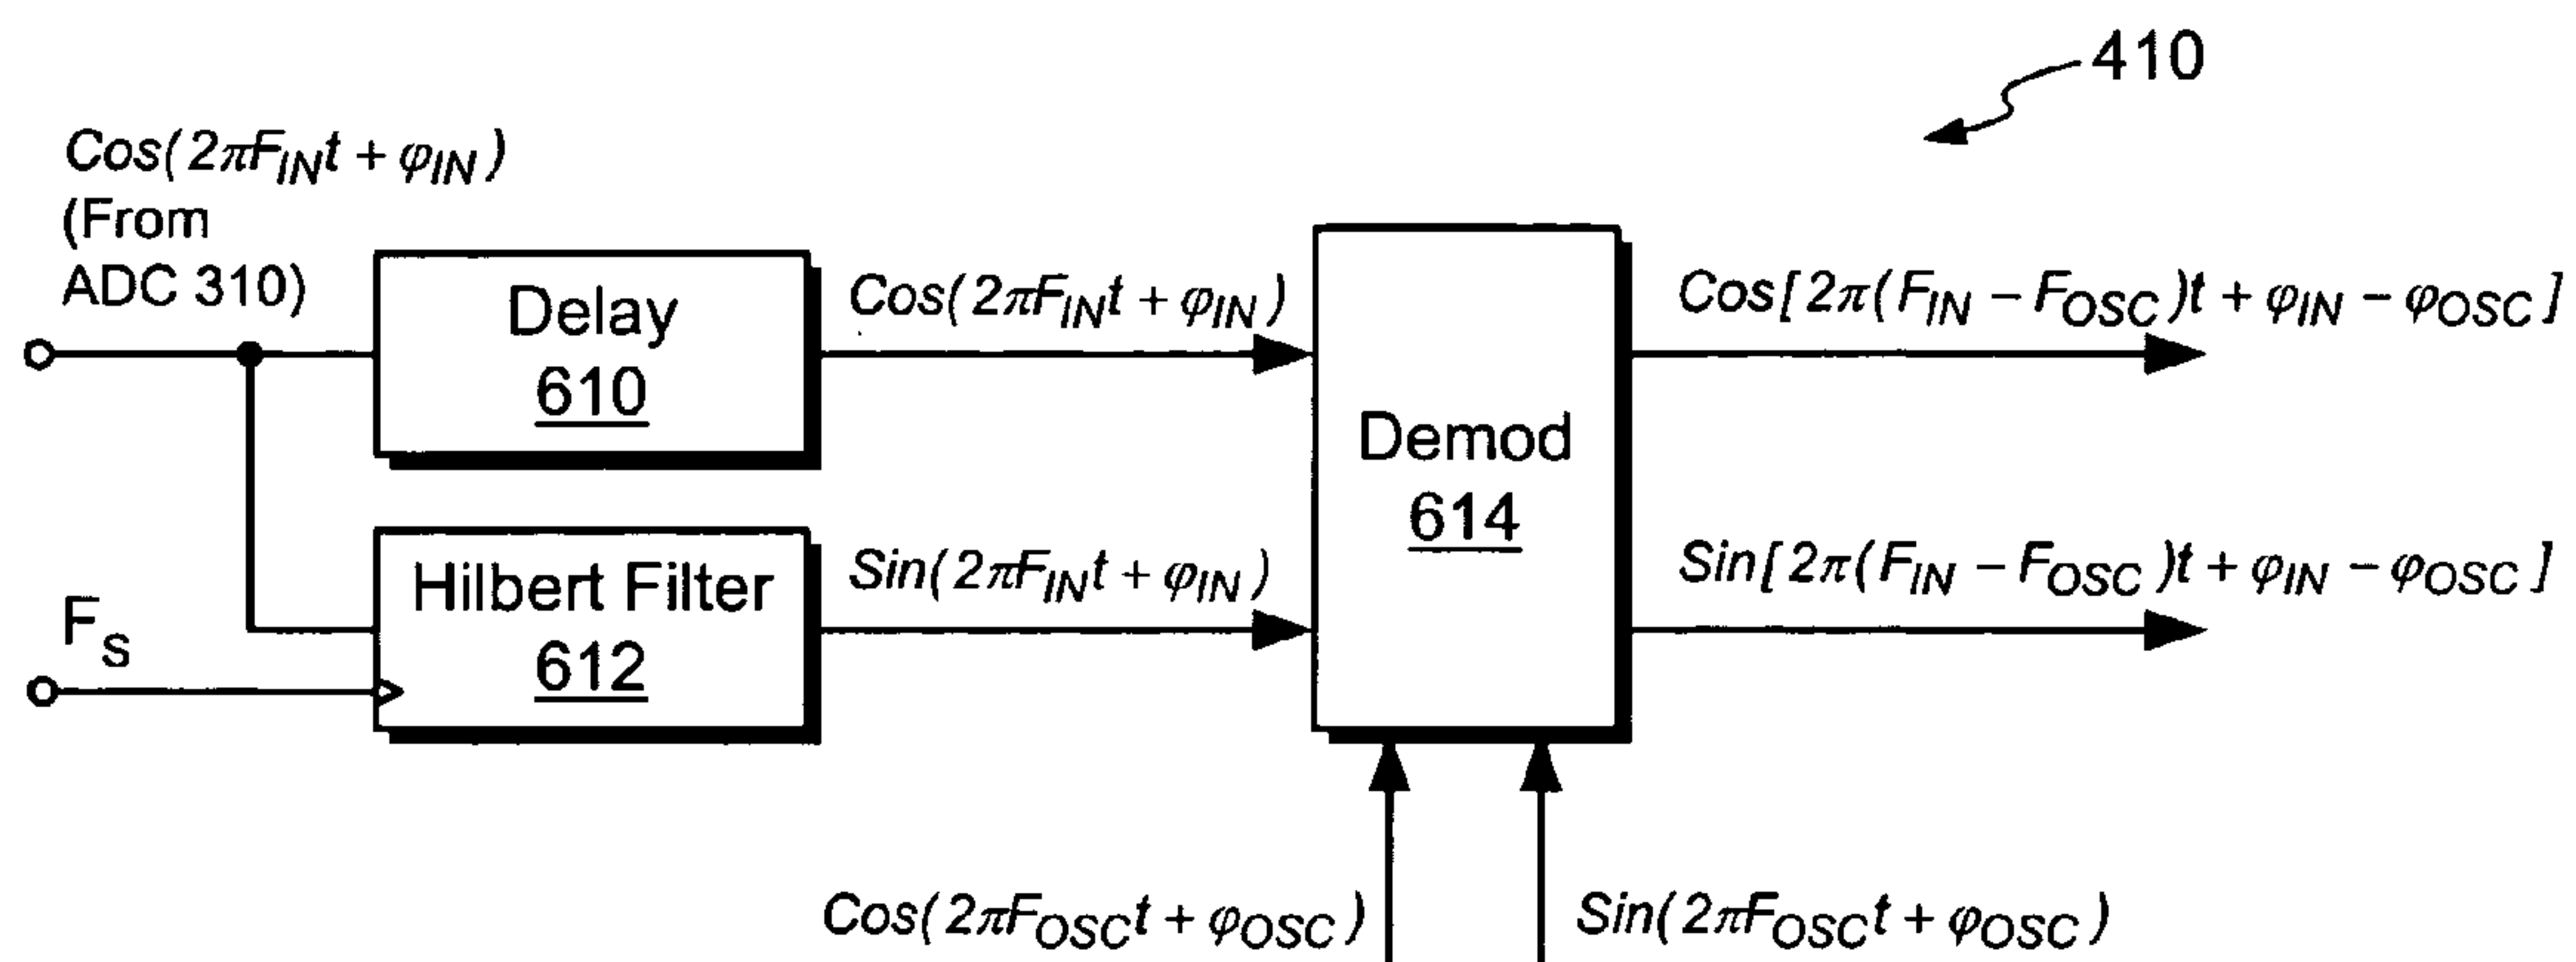 410
Cos(2πF_IN t + φ_IN)
(From
ADC 310)
Delay
610
Cos(2πF_IN t + φ_IN)
Cos[2π(F_IN – F_OSC)t + φ_IN – φ_OSC]
Demod
614
Hilbert Filter
612
Sin(2πF_IN t + φ_IN)
Sin[2π(F_IN – F_OSC)t + φ_IN – φ_OSC]
F_S
Cos(2πF_OSC t + φ_OSC)
Sin(2πF_OSC t + φ_OSC)